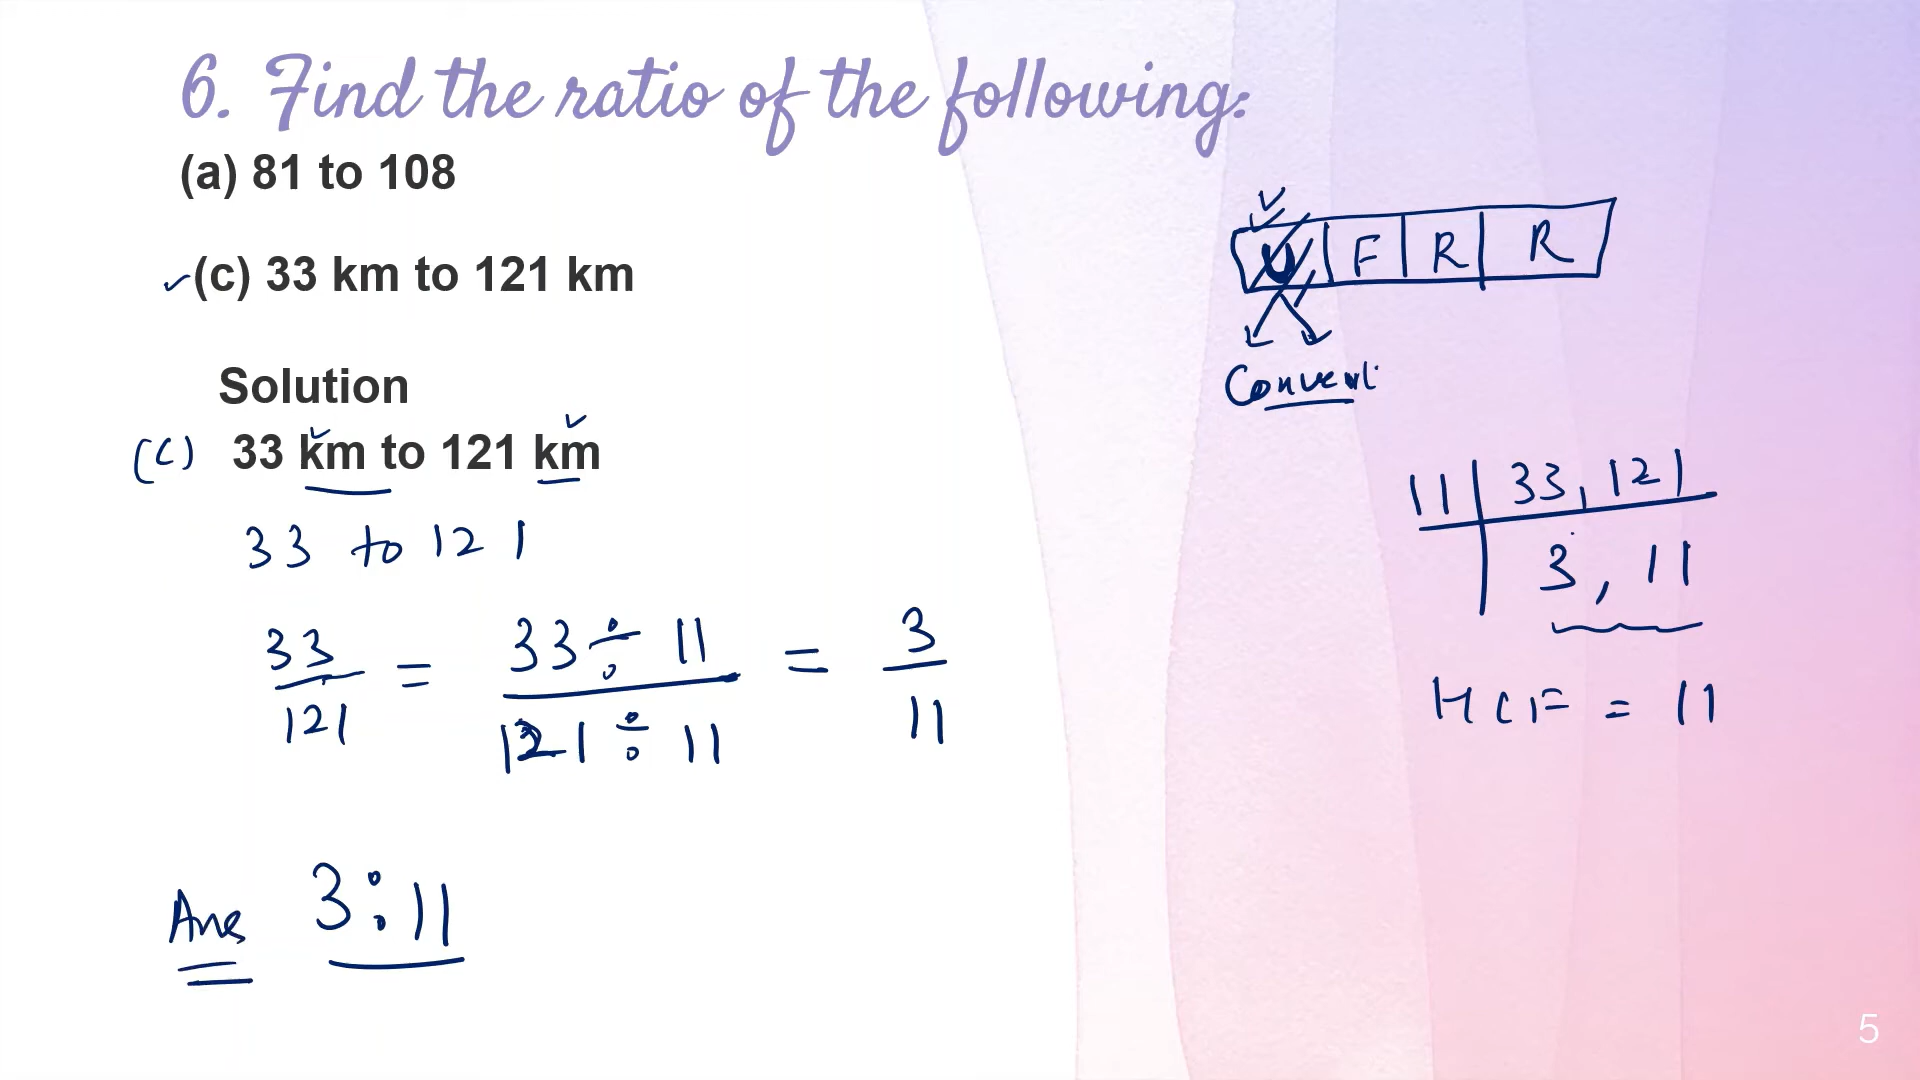 6. Find the ratio of the following:
(a) 81 to 108
(c) 33 km to 121 km
U F R R
Convert
Solution
(c) 33 km to 121 km
33 to 121
33/121 = 33 ÷ 11 / 121 ÷ 11 = 3/11
11 | 33, 121
3, 11
HCF = 11
Ans 3:11
5